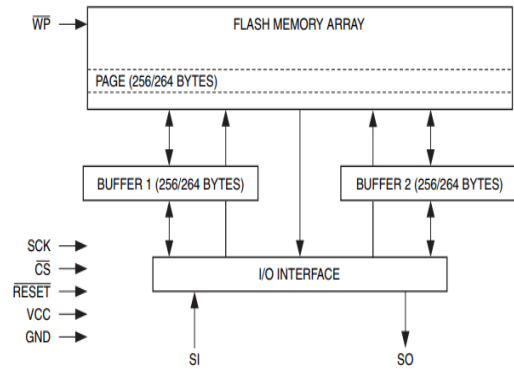 WP
FLASH MEMORY ARRAY
PAGE (256/264 BYTES)
BUFFER 1 (256/264 BYTES)
BUFFER 2 (256/264 BYTES)
SCK
CS
RESET
VCC
GND
I/O INTERFACE
SI
SO